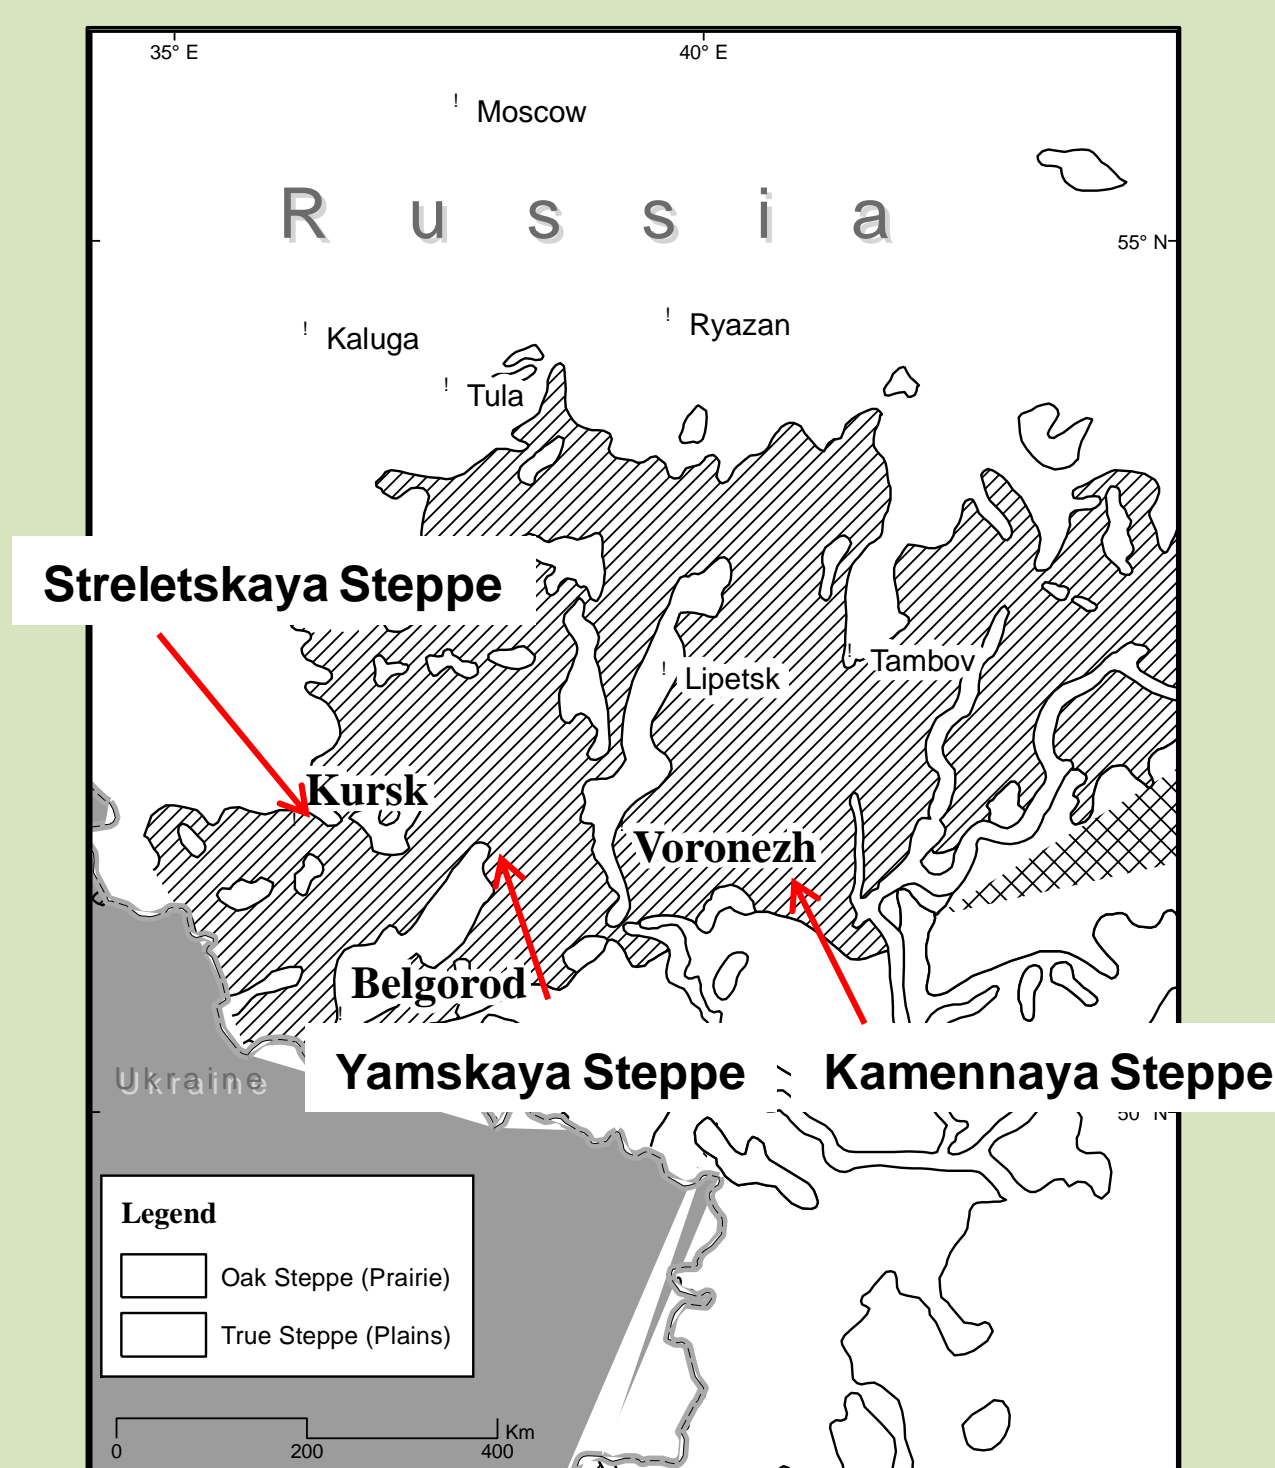 35° E
40° E
Moscow
Russia
55° N
Kaluga
Ryazan
Tula
Streletskaya Steppe
Tambov
Lipetsk
Kursk
Voronezh
Belgorod
Yamskaya Steppe
Kamennaya Steppe
Ukraine
50° N
Legend
Oak Steppe (Prairie)
True Steppe (Plains)
Km
0 200 400